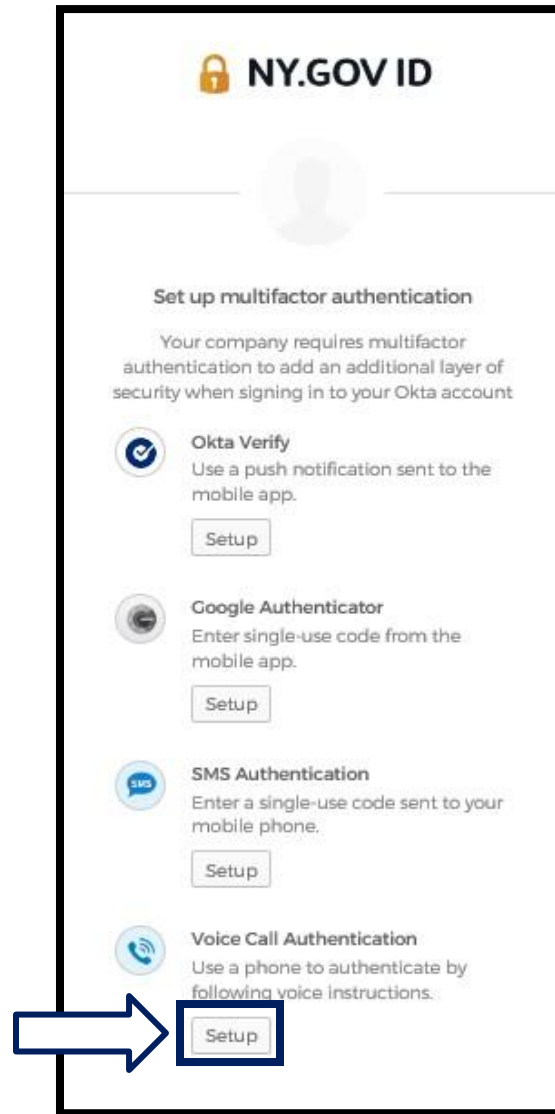 NY.GOV ID
Set up multifactor authentication
Your company requires multifactor
authentication to add an additional layer of
security when signing in to your Okta account
Okta Verify
Use a push notification sent to the
mobile app.
Setup
Google Authenticator
Enter single-use code from the
mobile app.
Setup
SMS
SMS Authentication
Enter a single-use code sent to your
mobile phone.
Setup
Voice Call Authentication
Use a phone to authenticate by
following voice instructions.
Setup